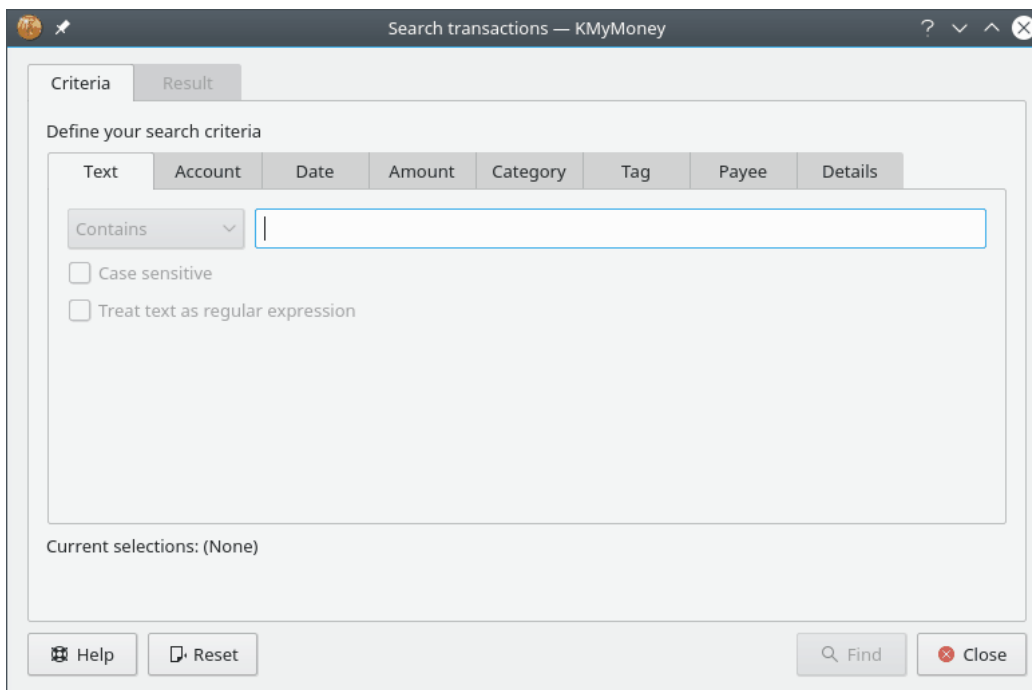 Search transactions — KMyMoney
Criteria Result
Define your search criteria
Text Account Date Amount Category Tag Payee Details
Contains
Case sensitive
Treat text as regular expression
Current selections: (None)
Help Reset Find Close